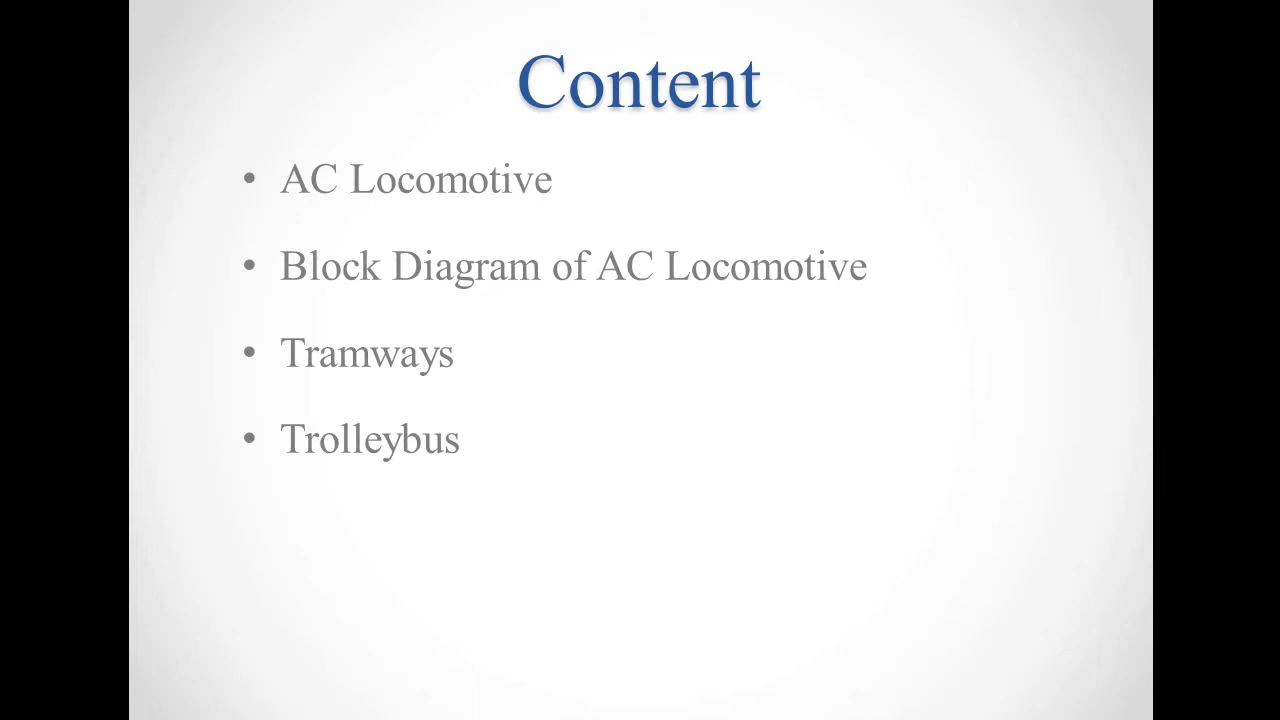 Content
• AC Locomotive
• Block Diagram of AC Locomotive
• Tramways
• Trolleybus